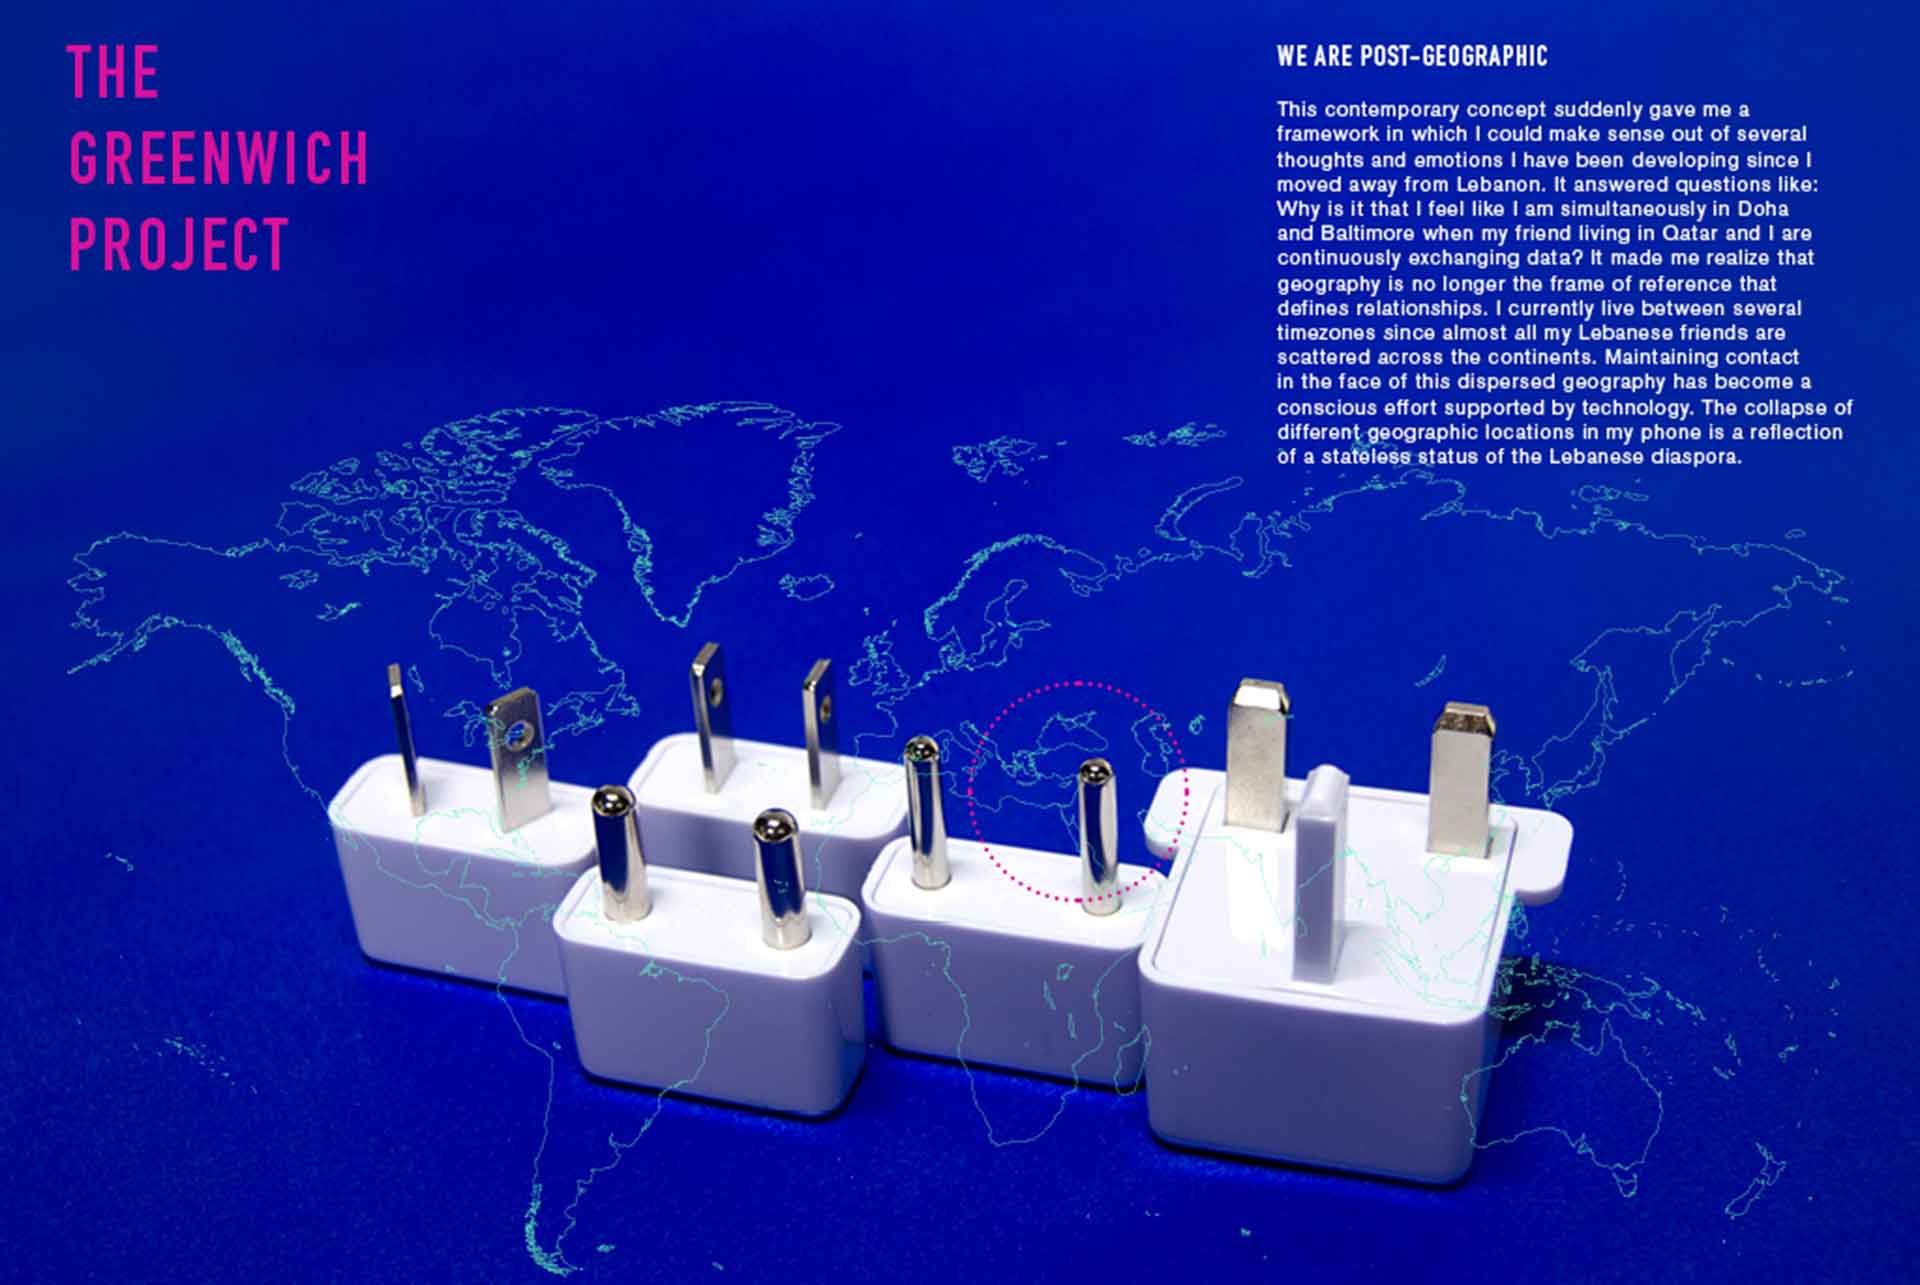 THE
GREENWICH
PROJECT
WE ARE POST-GEOGRAPHIC
This contemporary concept suddenly gave me a
framework in which I could make sense out of several
thoughts and emotions I have been developing since I
moved away from Lebanon. It answered questions like:
Why is it that I feel like I am simultaneously in Doha
and Baltimore when my friend living in Qatar and I are
continuously exchanging data? It made me realize that
geography is no longer the frame of reference that
defines relationships. I currently live between several
timezones since almost all my Lebanese friends are
scattered across the continents. Maintaining contact
in the face of this dispersed geography has become a
conscious effort supported by technology. The collapse of
different geographic locations in my phone is a reflection
of a stateless status of the Lebanese diaspora.